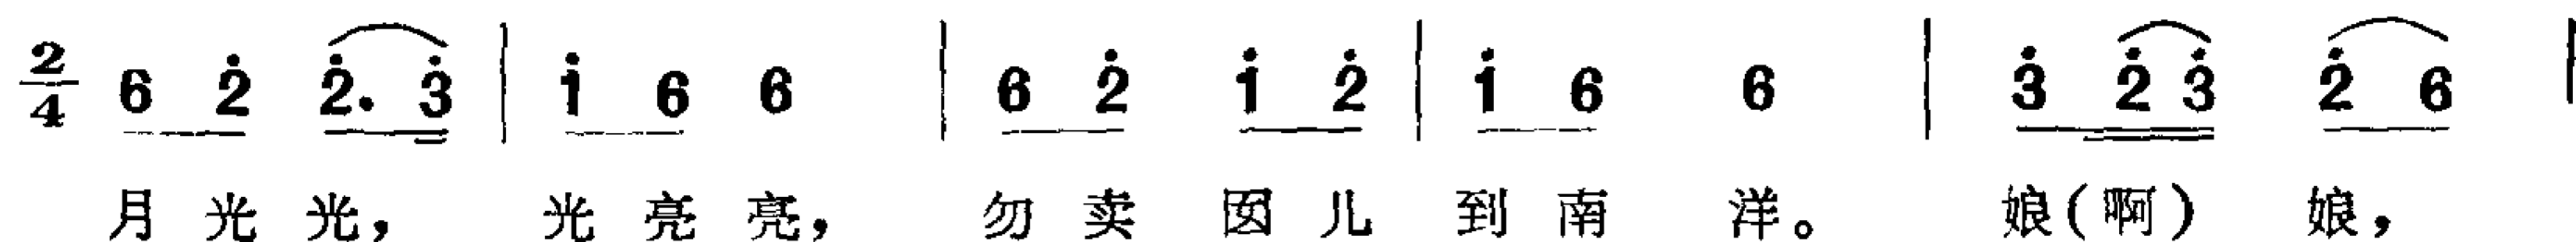 2/4 6 2̇ 2̇. 3̇ | 1̇ 6 6 | 6 2̇ 1̇ 2̇ | 1̇ 6 6 | 3̇ 2̇ 3̇ 2̇ 6
月光光，光亮亮，勿卖囡儿到南洋。娘（啊）娘，